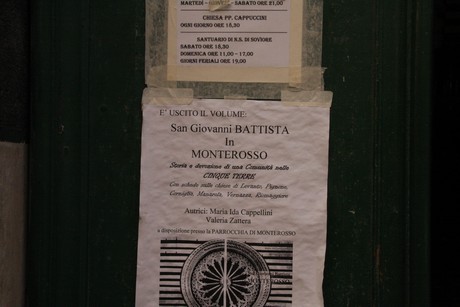 MARTEDI - GIOVEDI - SABATO ORE 21,00
CHIESA PP. CAPPUCCINI
OGNI GIORNO ORE 18,30
SANTUARIO DI N.S. DI SOVIORE
SABATO ORE 18,30
DOMENICA ORE 11,00 - 17,00
GIORNI FERIALI ORE 19,00
E' USCITO IL VOLUME:
San Giovanni BATTISTA
In
MONTEROSSO
Storia e devozione di una Comunità nelle
CINQUE TERRE
Con schede sulle chiese di Levanto, Pignone,
Corniglia, Manarola, Vernazza, Riomaggiore
Autrici: Maria Ida Cappellini
Valeria Zattera
a disposizione presso la PARROCCHIA DI MONTEROSSO